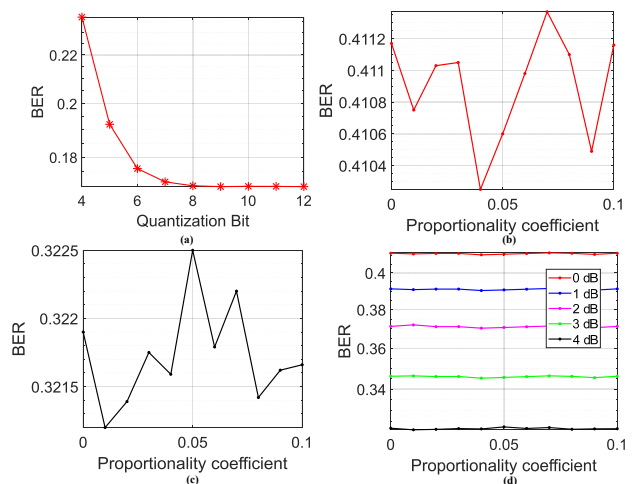 0.22
0.2
0.18
BER
4 6 8 10 12
Quantization Bit
(a)
0.4112
0.411
0.4108
0.4106
0.4104
BER
0 0.05 0.1
Proportionality coefficient
(b)
0.3225
0.322
0.3215
BER
0 0.05 0.1
Proportionality coefficient
(c)
0.4
0.38
0.36
0.34
BER
0 dB
1 dB
2 dB
3 dB
4 dB
0 0.05 0.1
Proportionality coefficient
(d)